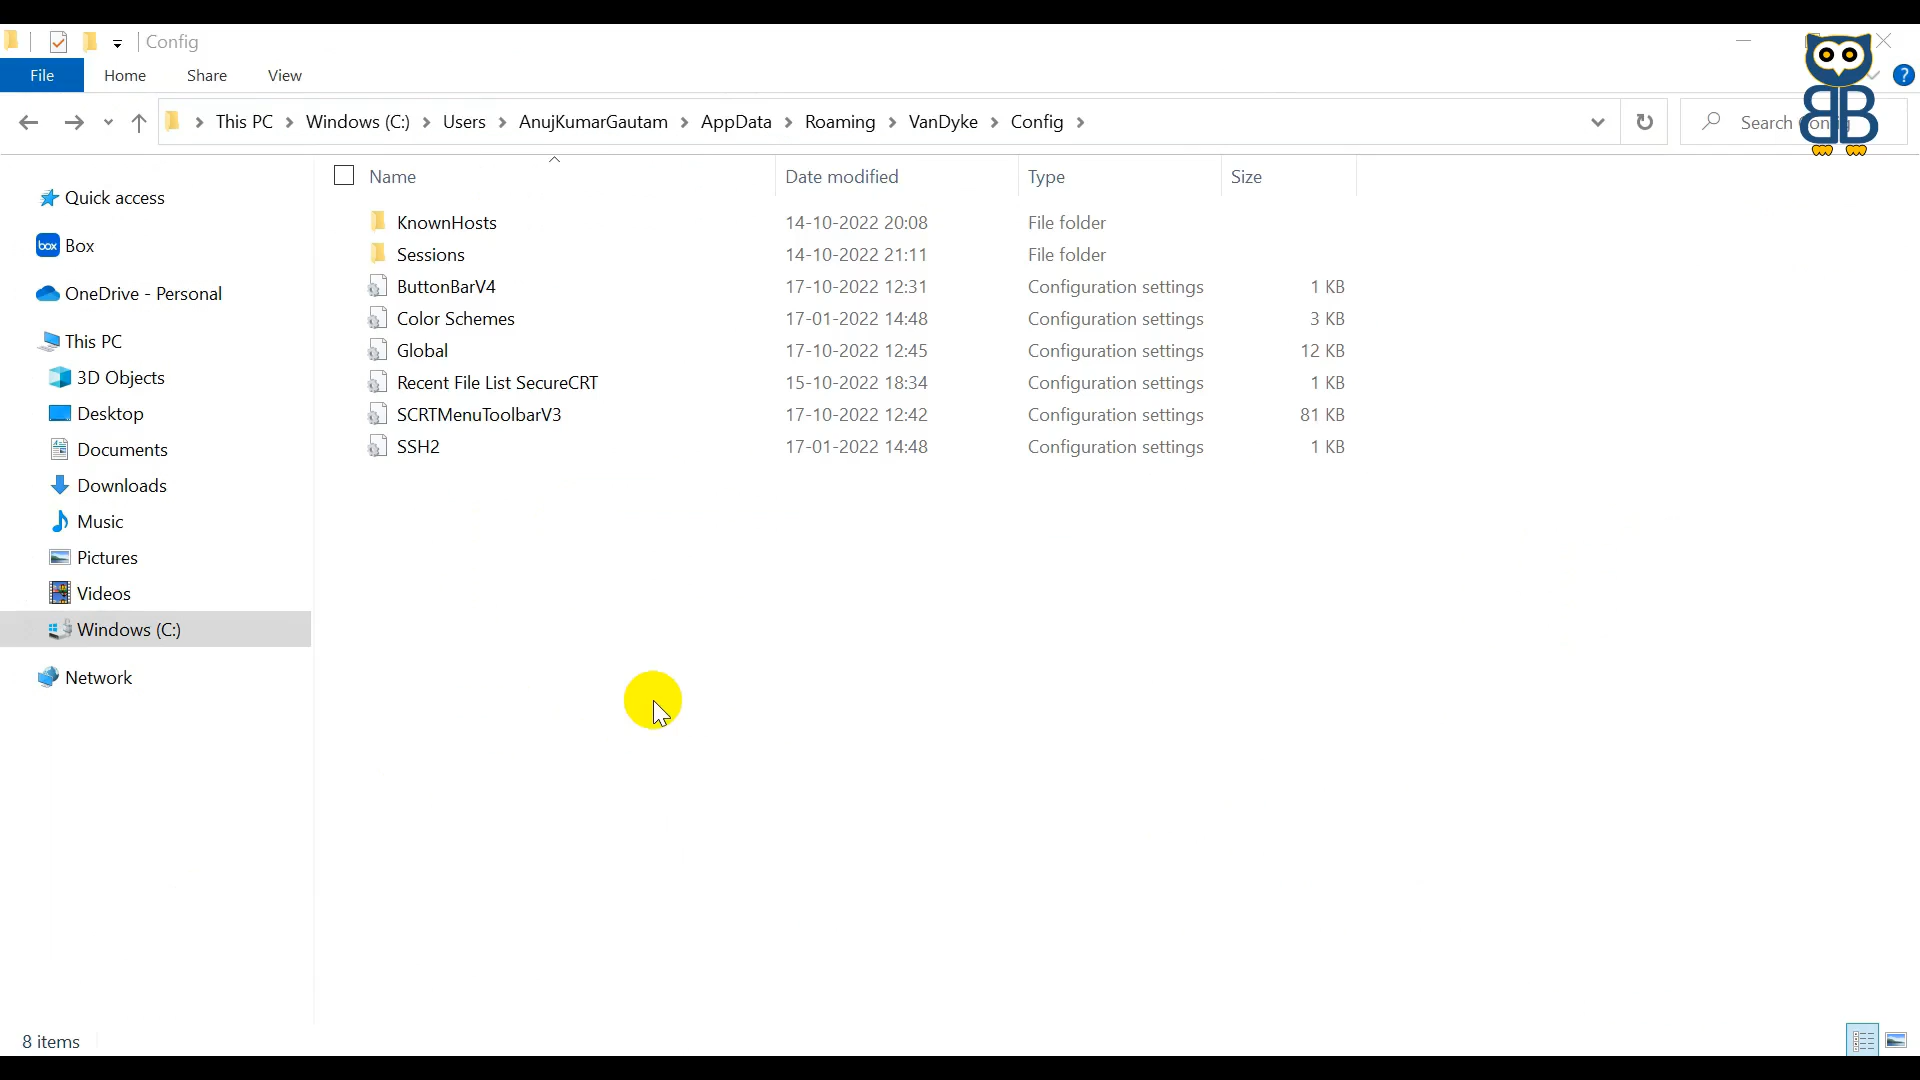 Config
File Home Share View
This PC Windows (C:) Users AnujKumarGautam AppData Roaming VanDyke Config
Search Config
BB
?
Name Date modified Type Size
Quick access
Box
box
OneDrive - Personal
This PC
3D Objects
Desktop
Documents
Downloads
Music
Pictures
Videos
Windows (C:)
Network
KnownHosts 14-10-2022 20:08 File folder
Sessions 14-10-2022 21:11 File folder
ButtonBarV4 17-10-2022 12:31 Configuration settings 1 KB
Color Schemes 17-01-2022 14:48 Configuration settings 3 KB
Global 17-10-2022 12:45 Configuration settings 12 KB
Recent File List SecureCRT 15-10-2022 18:34 Configuration settings 1 KB
SCRTMenuToolbarV3 17-10-2022 12:42 Configuration settings 81 KB
SSH2 17-01-2022 14:48 Configuration settings 1 KB
8 items